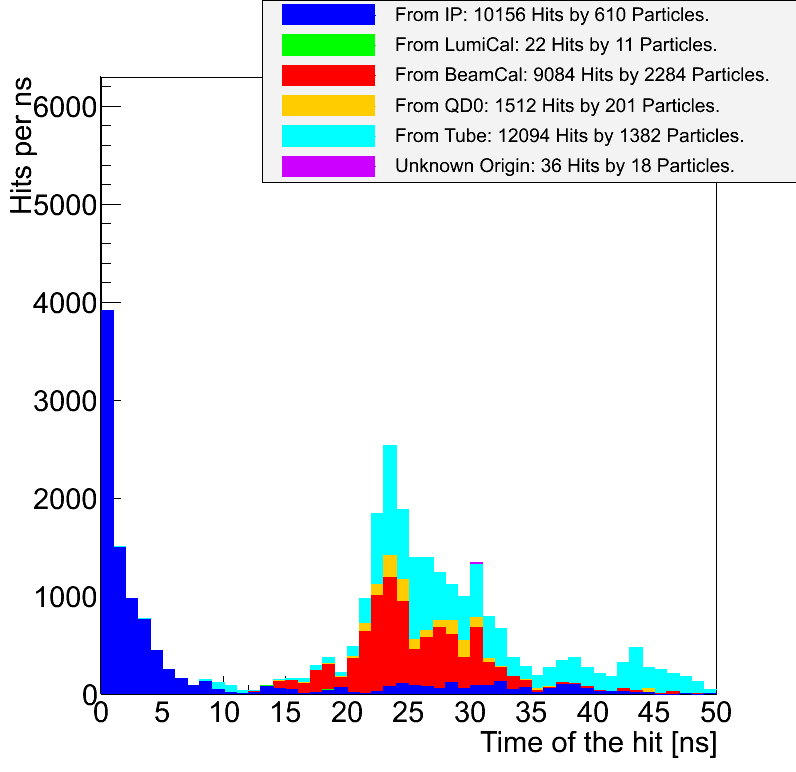 From IP: 10156 Hits by 610 Particles.
From LumiCal: 22 Hits by 11 Particles.
From BeamCal: 9084 Hits by 2284 Particles.
From QD0: 1512 Hits by 201 Particles.
From Tube: 12094 Hits by 1382 Particles.
Unknown Origin: 36 Hits by 18 Particles.
Hits per ns
6000
5000
4000
3000
2000
1000
0
0 5 10 15 20 25 30 35 40 45 50
Time of the hit [ns]